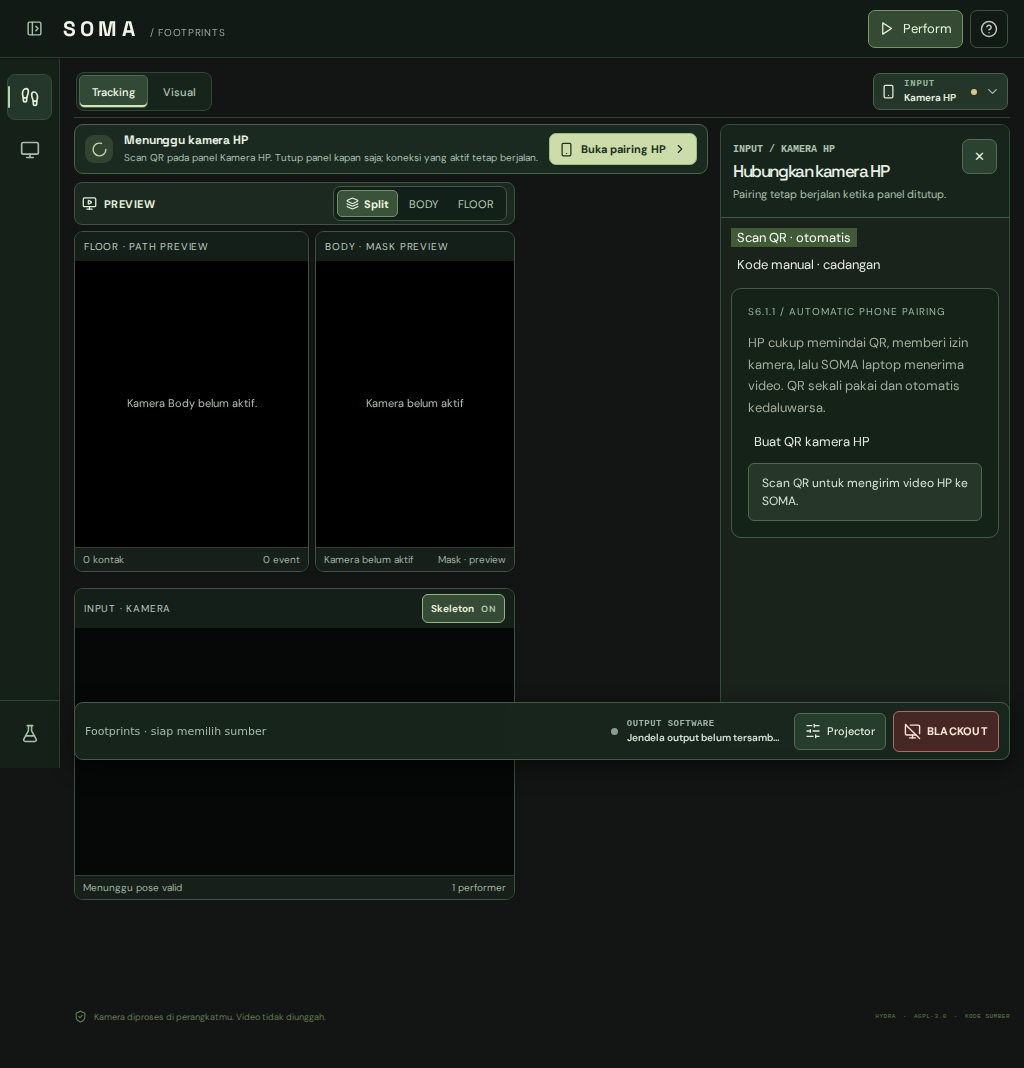 SOMA / FOOTPRINTS
Perform
Tracking
Visual
INPUT
Kamera HP
Menunggu kamera HP
Scan QR pada panel Kamera HP. Tutup panel kapan saja; koneksi yang aktif tetap berjalan.
Buka pairing HP
PREVIEW
Split
BODY
FLOOR
FLOOR · PATH PREVIEW
Kamera Body belum aktif.
0 kontak
0 event
BODY · MASK PREVIEW
Kamera belum aktif
Kamera belum aktif
Mask · preview
INPUT · KAMERA
Skeleton ON
Menunggu pose valid
1 performer
INPUT / KAMERA HP
Hubungkan kamera HP
Pairing tetap berjalan ketika panel ditutup.
Scan QR · otomatis
Kode manual · cadangan
S6.1.1 / AUTOMATIC PHONE PAIRING
HP cukup memindai QR, memberi izin
kamera, lalu SOMA laptop menerima
video. QR sekali pakai dan otomatis
kedaluwarsa.
Buat QR kamera HP
Scan QR untuk mengirim video HP ke
SOMA.
Footprints · siap memilih sumber
OUTPUT SOFTWARE
Jendela output belum tersamb…
Projector
BLACKOUT
Kamera diproses di perangkatmu. Video tidak diunggah.
HYDRA · AGPL-3.0 · KODE SUMBER